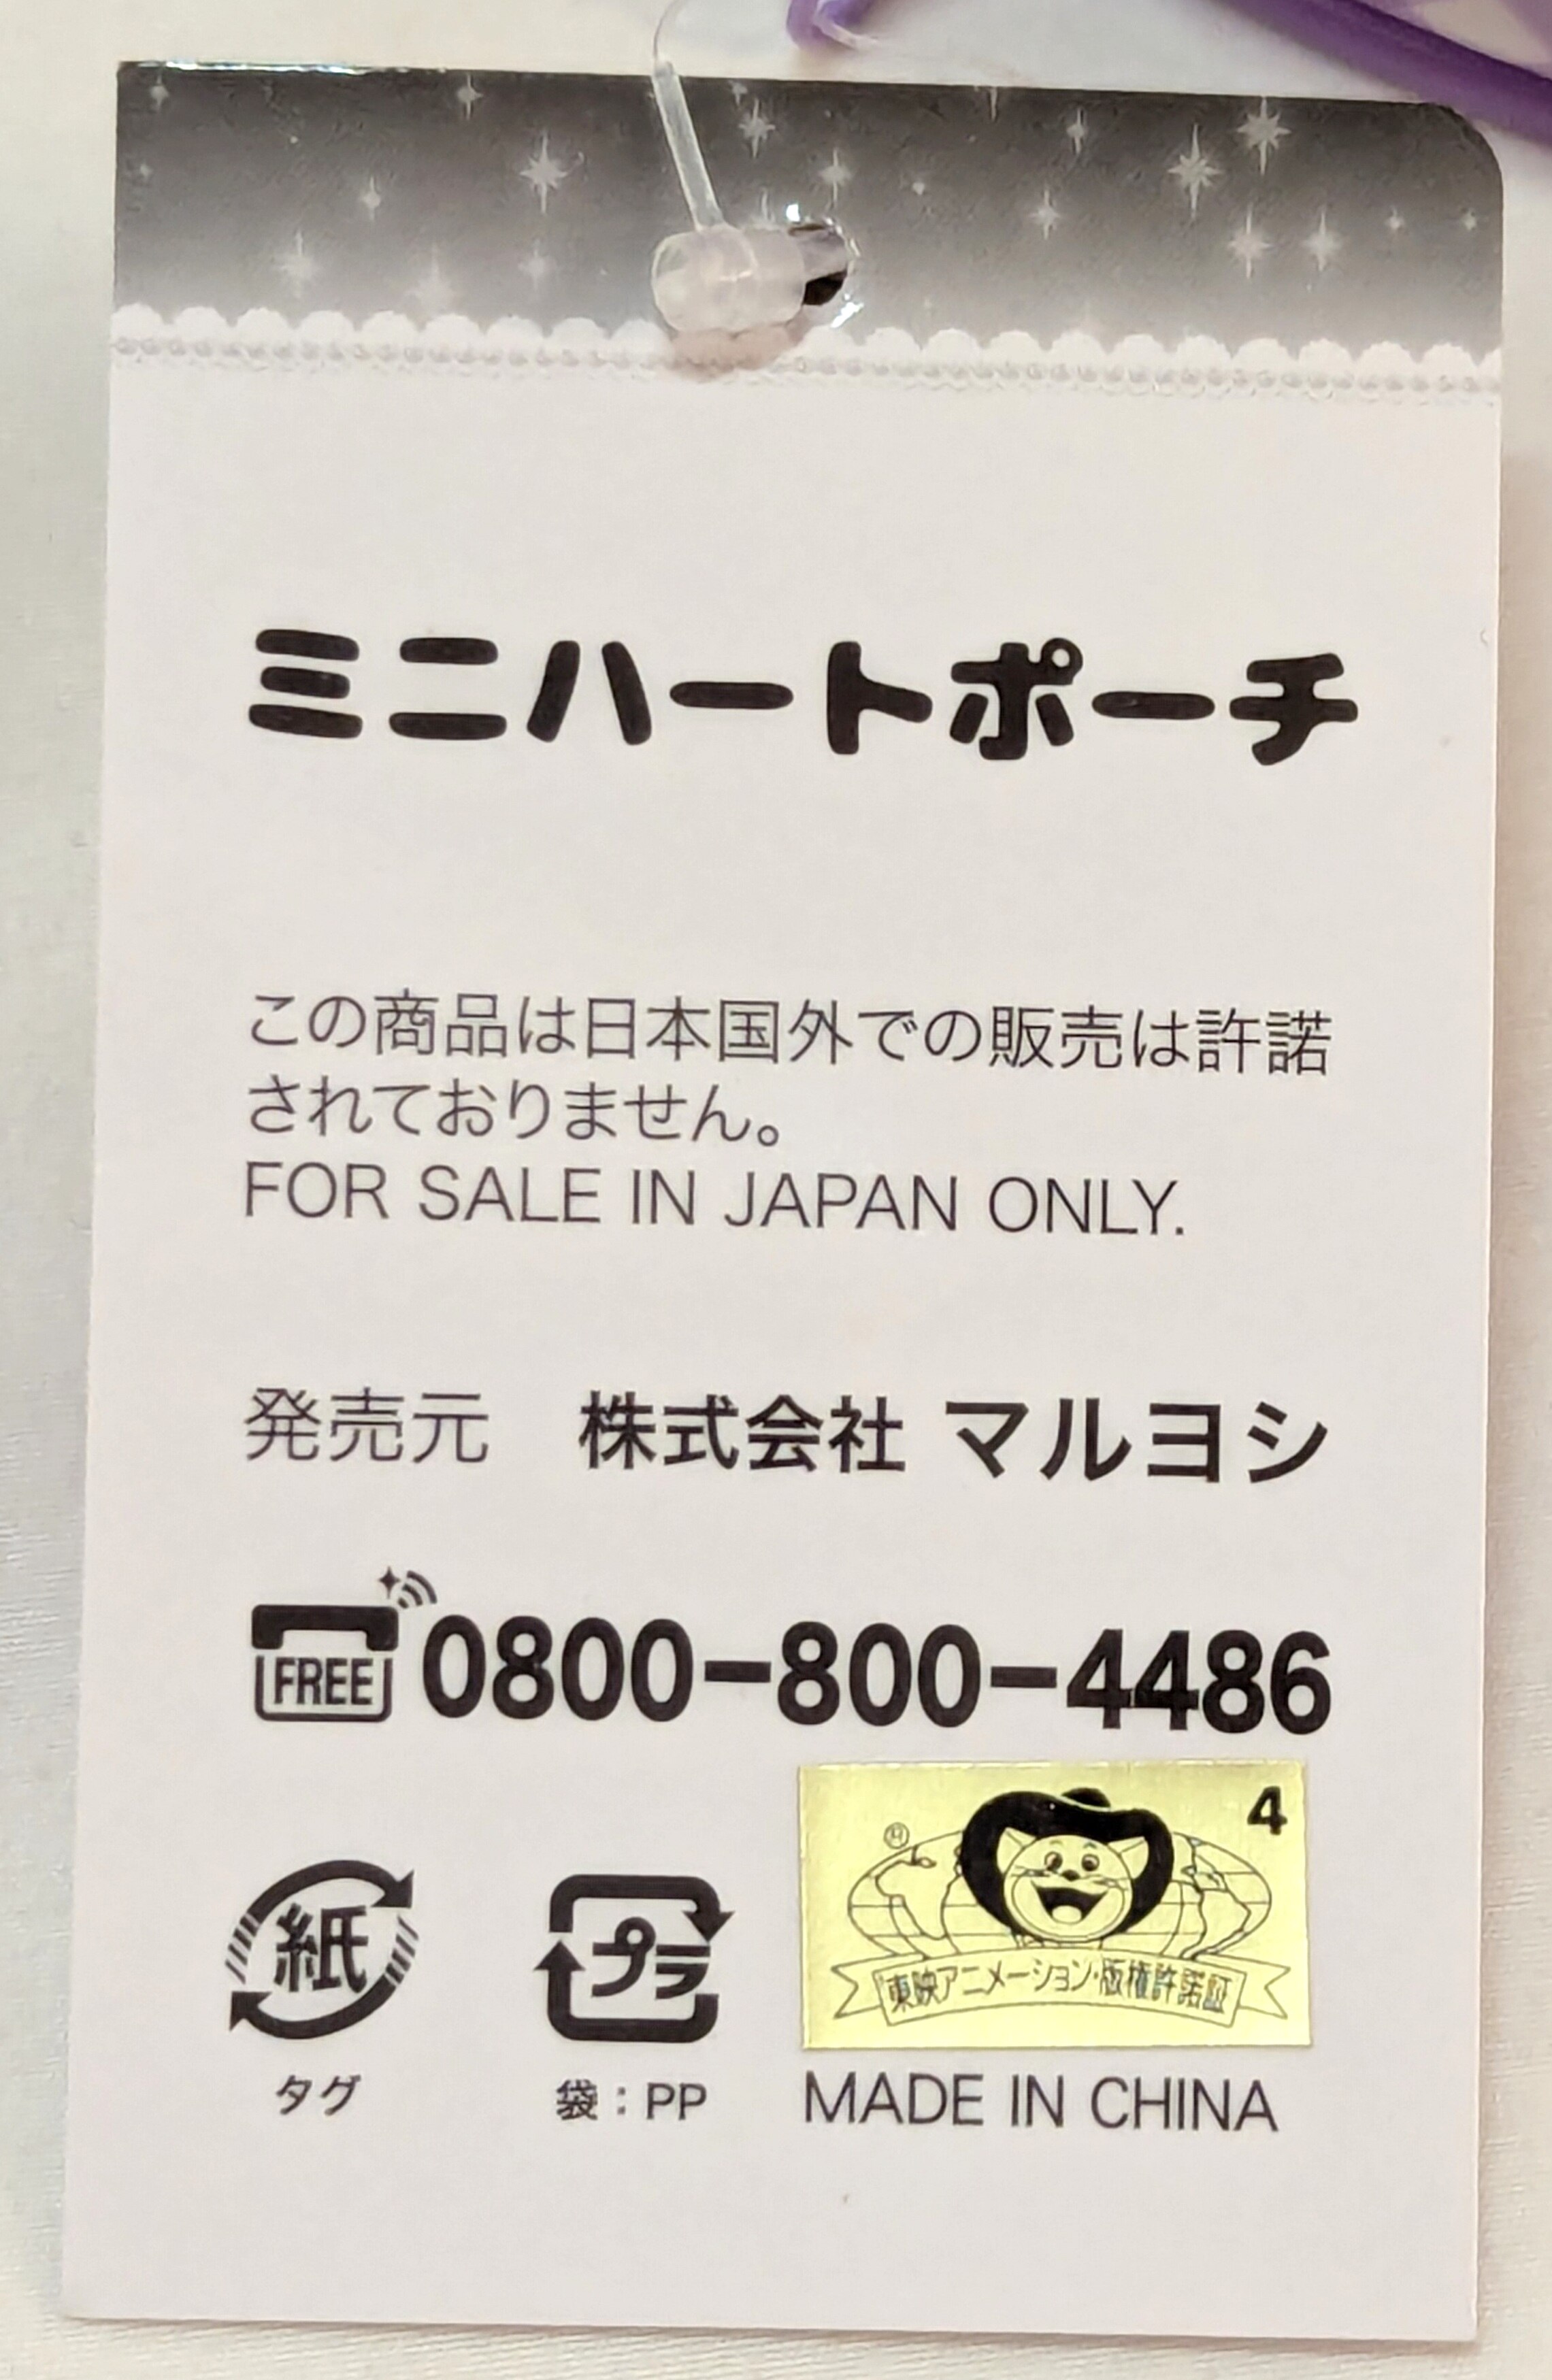 ミニハートポーチ
この商品は日本国外での販売は許諾
されておりません。
FOR SALE IN JAPAN ONLY.
発売元　株式会社 マルヨシ
FREE 0800-800-4486
4
紙
プラ
東映アニメーション・版権許諾証
タグ
袋：PP
MADE IN CHINA